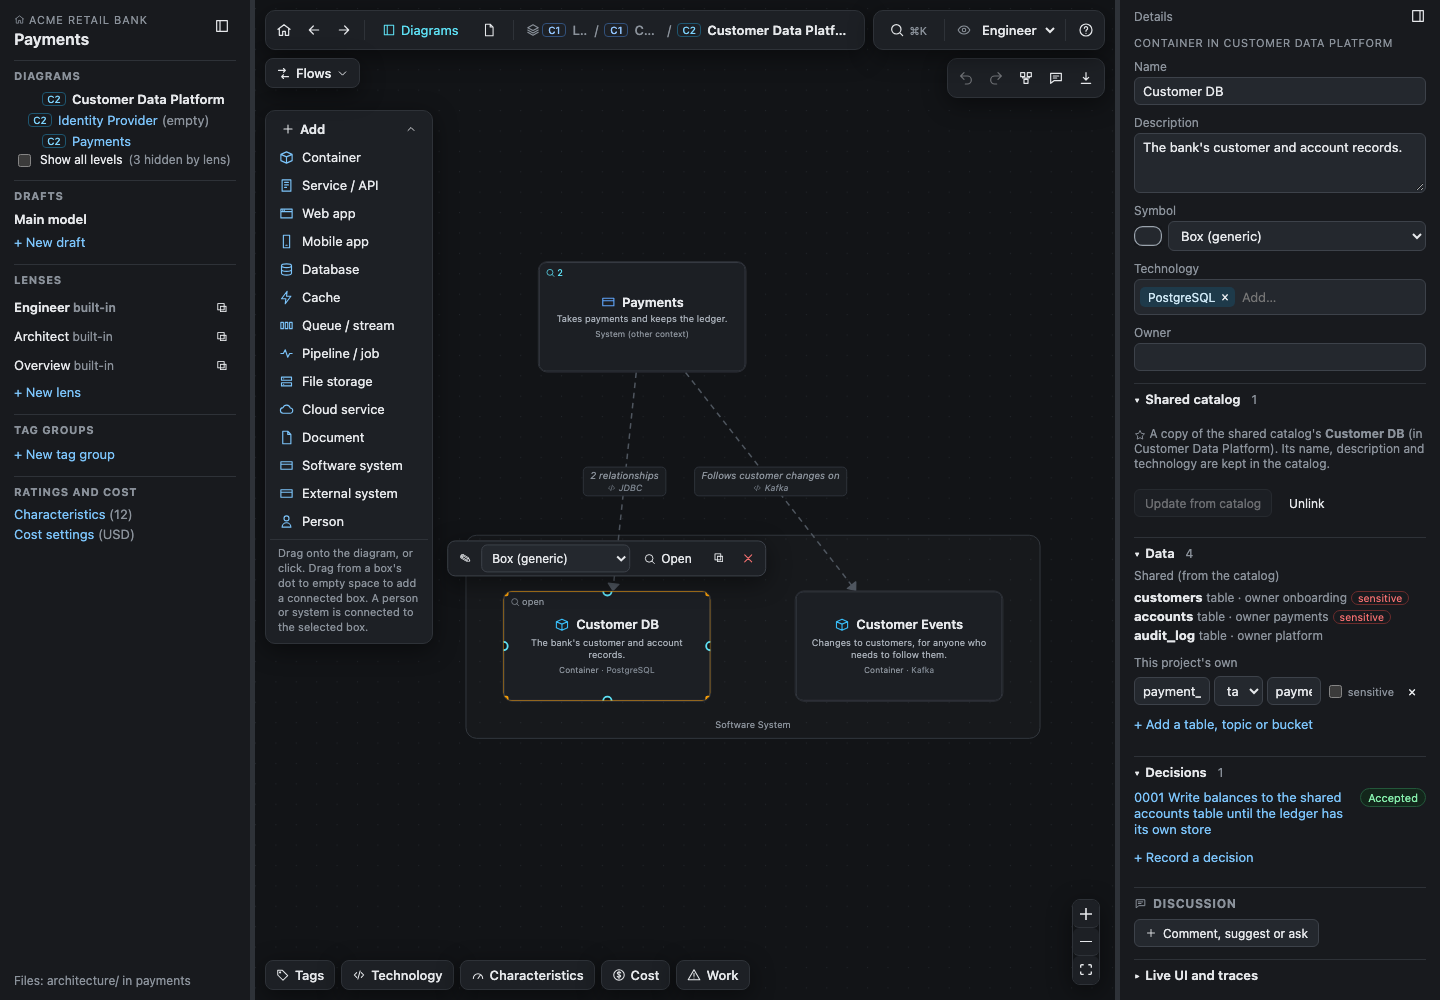 ACME RETAIL BANK
Payments
DIAGRAMS
C2 Customer Data Platform
C2 Identity Provider (empty)
C2 Payments
Show all levels (3 hidden by lens)
DRAFTS
Main model
+ New draft
LENSES
Engineer built-in
Architect built-in
Overview built-in
+ New lens
TAG GROUPS
+ New tag group
RATINGS AND COST
Characteristics (12)
Cost settings (USD)
Files: architecture/ in payments
Diagrams
C1 L... / C1 C... / C2 Customer Data Platf...
⌘K
Engineer
Flows
+ Add
Container
Service / API
Web app
Mobile app
Database
Cache
Queue / stream
Pipeline / job
File storage
Cloud service
Document
Software system
External system
Person
Drag onto the diagram, or
click. Drag from a box's
dot to empty space to add
a connected box. A person
or system is connected to
the selected box.
2
Payments
Takes payments and keeps the ledger.
System (other context)
2 relationships
JDBC
Follows customer changes on
Kafka
Box (generic)
Open
open
Customer DB
The bank's customer and account
records.
Container · PostgreSQL
Customer Events
Changes to customers, for anyone who
needs to follow them.
Container · Kafka
Software System
Tags
Technology
Characteristics
Cost
Work
Details
CONTAINER IN CUSTOMER DATA PLATFORM
Name
Customer DB
Description
The bank's customer and account records.
Symbol
Box (generic)
Technology
PostgreSQL × Add...
Owner
Shared catalog 1
A copy of the shared catalog's Customer DB (in
Customer Data Platform). Its name, description and
technology are kept in the catalog.
Update from catalog
Unlink
Data 4
Shared (from the catalog)
customers table · owner onboarding sensitive
accounts table · owner payments sensitive
audit_log table · owner platform
This project's own
payment_ ta payme sensitive ×
+ Add a table, topic or bucket
Decisions 1
0001 Write balances to the shared
accounts table until the ledger has
its own store
Accepted
+ Record a decision
DISCUSSION
+ Comment, suggest or ask
Live UI and traces